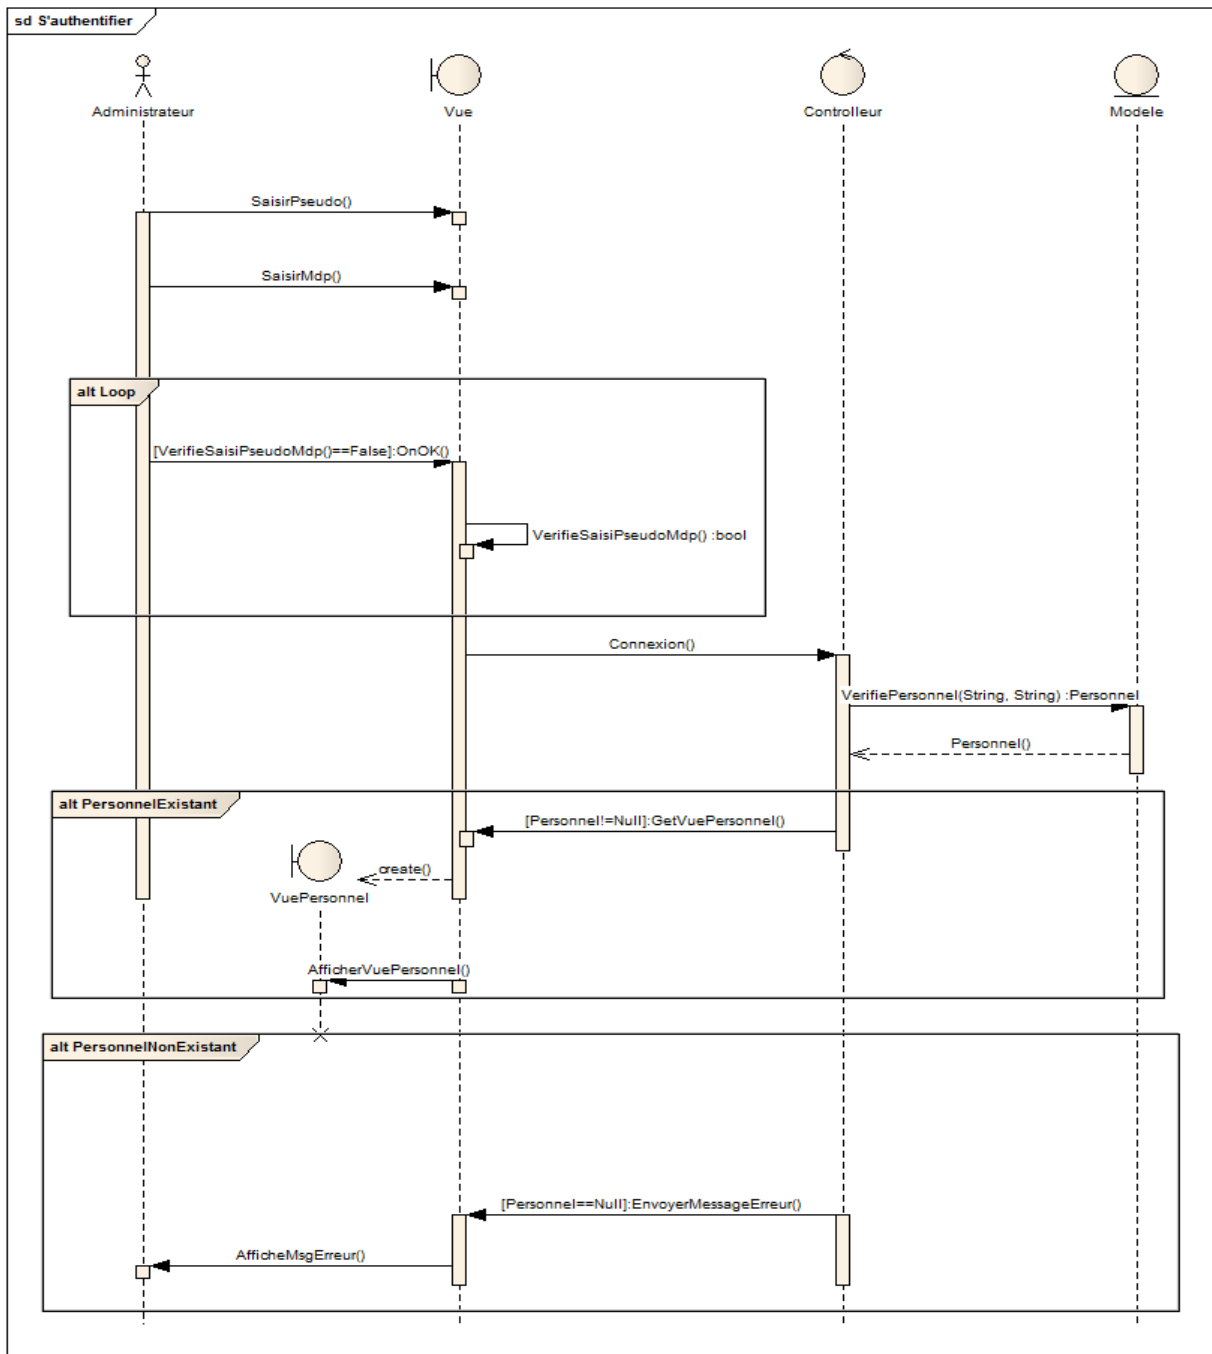 sd S'authentifier
Administrateur
Vue
Controlleur
Modele
SaisirPseudo()
SaisirMdp()
alt Loop
[VerifieSaisiPseudoMdp()==False]:OnOK()
VerifieSaisiPseudoMdp() :bool
Connexion()
VerifiePersonnel(String, String) :Personnel
Personnel()
alt PersonnelExistant
[Personnel!=Null]:GetVuePersonnel()
create()
VuePersonnel
AfficherVuePersonnel()
alt PersonnelNonExistant
[Personnel==Null]:EnvoyerMessageErreur()
AfficheMsgErreur()